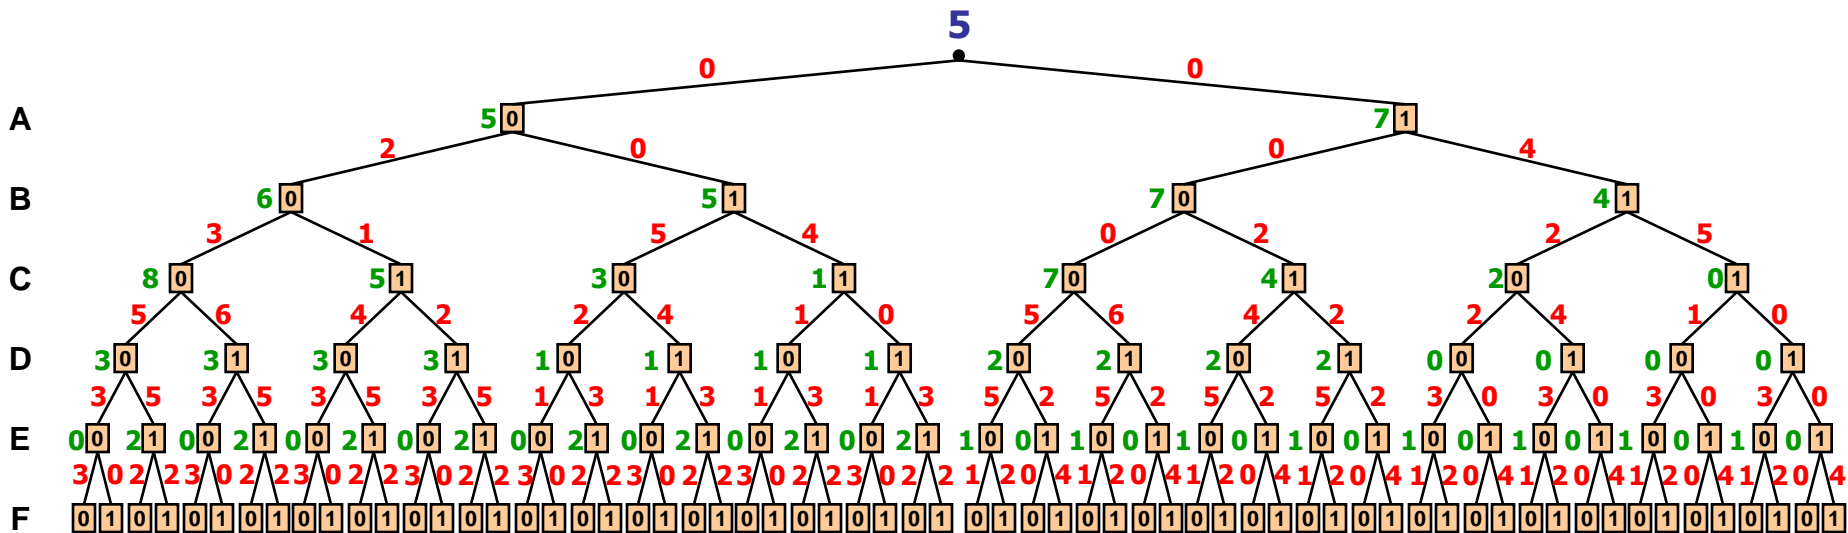 5
0 0
A 5 0 7 1
2 0 0 4
B 6 0 5 1 7 0 4 1
3 1 5 4 0 2 2 5
C 8 0 5 1 3 0 1 1 7 0 4 1 2 0 0 1
5 6 4 2 2 4 1 0 5 6 4 2 2 4 1 0
D 3 0 3 1 3 0 3 1 1 0 1 1 1 0 1 1 2 0 2 1 2 0 2 1 0 0 0 1 0 0 0 1
3 5 3 5 3 5 3 5 1 3 1 3 1 3 1 3 5 2 5 2 5 2 5 2 3 0 3 0 3 0 3 0
E 0 0 2 1 0 0 2 1 0 0 2 1 0 0 2 1 0 0 2 1 0 0 2 1 0 0 2 1 0 0 2 1 1 0 0 1 1 0 0 1 1 0 0 1 1 0 0 1 1 0 0 1 1 0 0 1 1 0 0 1 1 0 0 1
3 0 2 2 3 0 2 2 3 0 2 2 3 0 2 2 3 0 2 2 3 0 2 2 3 0 2 2 3 0 2 2 1 2 0 4 1 2 0 4 1 2 0 4 1 2 0 4 1 2 0 4 1 2 0 4 1 2 0 4 1 2 0 4
F 0 1 0 1 0 1 0 1 0 1 0 1 0 1 0 1 0 1 0 1 0 1 0 1 0 1 0 1 0 1 0 1 0 1 0 1 0 1 0 1 0 1 0 1 0 1 0 1 0 1 0 1 0 1 0 1 0 1 0 1 0 1 0 1